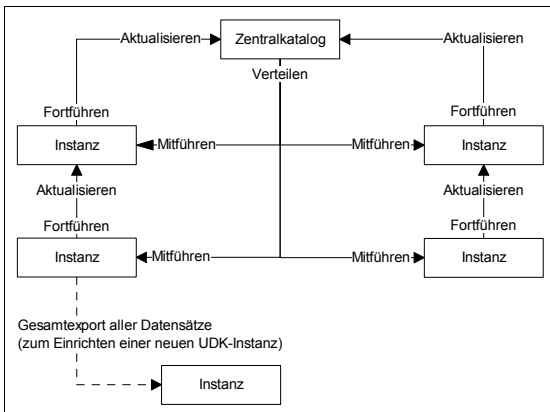 Aktualisieren
Zentralkatalog
Aktualisieren
Verteilen
Fortführen
Fortführen
Instanz
Mitführen
Mitführen
Instanz
Aktualisieren
Aktualisieren
Fortführen
Fortführen
Instanz
Mitführen
Mitführen
Instanz
Gesamtexport aller Datensätze
(zum Einrichten einer neuen UDK-Instanz)
Instanz